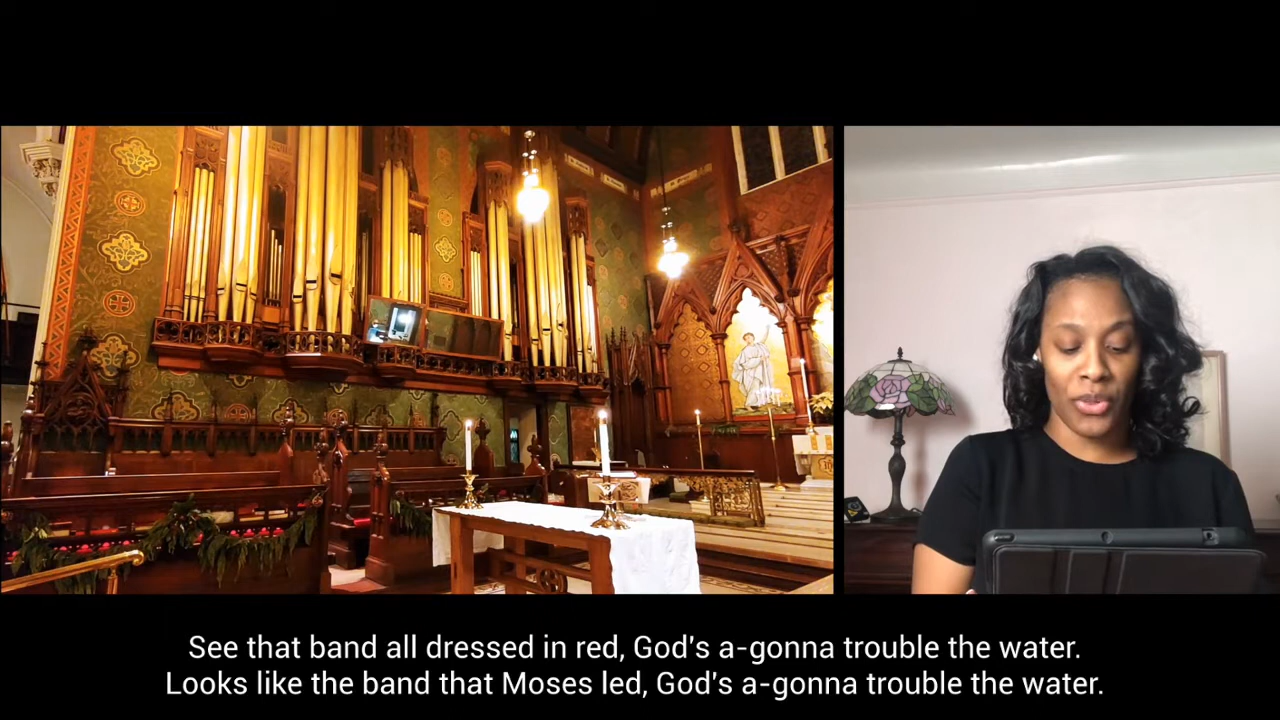 See that band all dressed in red, God's a-gonna trouble the water.
Looks like the band that Moses led, God's a-gonna trouble the water.